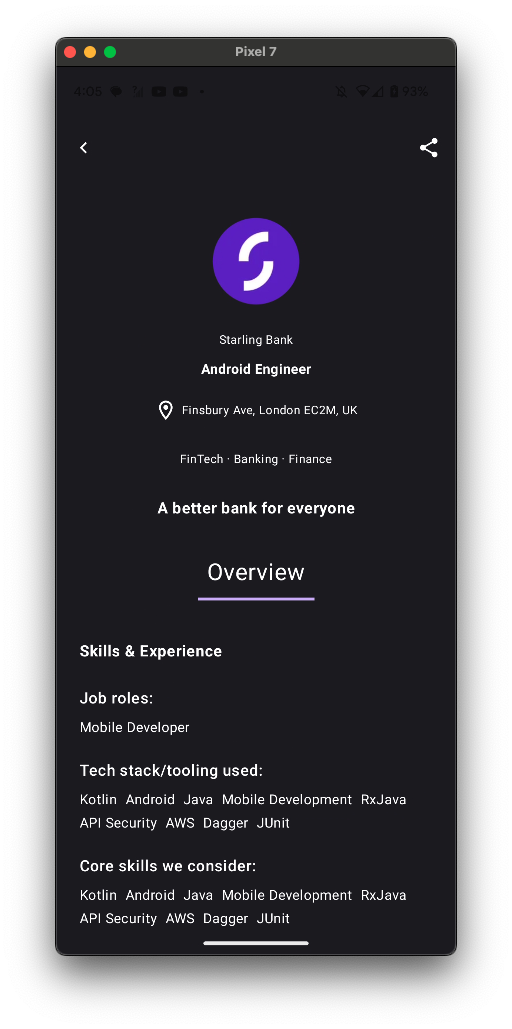 Pixel 7
4:05
93%
Starling Bank
Android Engineer
Finsbury Ave, London EC2M, UK
FinTech · Banking · Finance
A better bank for everyone
Overview
Skills & Experience
Job roles:
Mobile Developer
Tech stack/tooling used:
Kotlin Android Java Mobile Development RxJava
API Security AWS Dagger JUnit
Core skills we consider:
Kotlin Android Java Mobile Development RxJava
API Security AWS Dagger JUnit